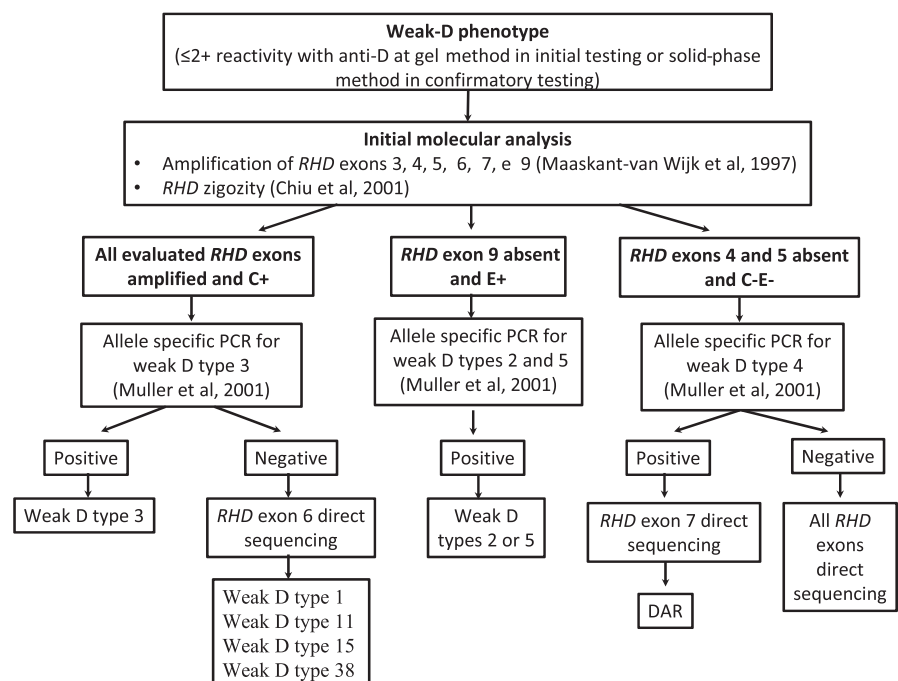 Weak-D phenotype
(≤2+ reactivity with anti-D at gel method in initial testing or solid-phase
method in confirmatory testing)
Initial molecular analysis
• Amplification of RHD exons 3, 4, 5, 6, 7, e 9 (Maaskant-van Wijk et al, 1997)
• RHD zigozity (Chiu et al, 2001)
All evaluated RHD exons
amplified and C+
RHD exon 9 absent
and E+
RHD exons 4 and 5 absent
and C-E-
Allele specific PCR for
weak D type 3
(Muller et al, 2001)
Allele specific PCR for
weak D types 2 and 5
(Muller et al, 2001)
Allele specific PCR for
weak D type 4
(Muller et al, 2001)
Positive
Negative
Positive
Positive
Negative
Weak D type 3
RHD exon 6 direct
sequencing
Weak D
types 2 or 5
RHD exon 7 direct
sequencing
All RHD
exons
direct
sequencing
Weak D type 1
Weak D type 11
Weak D type 15
Weak D type 38
DAR